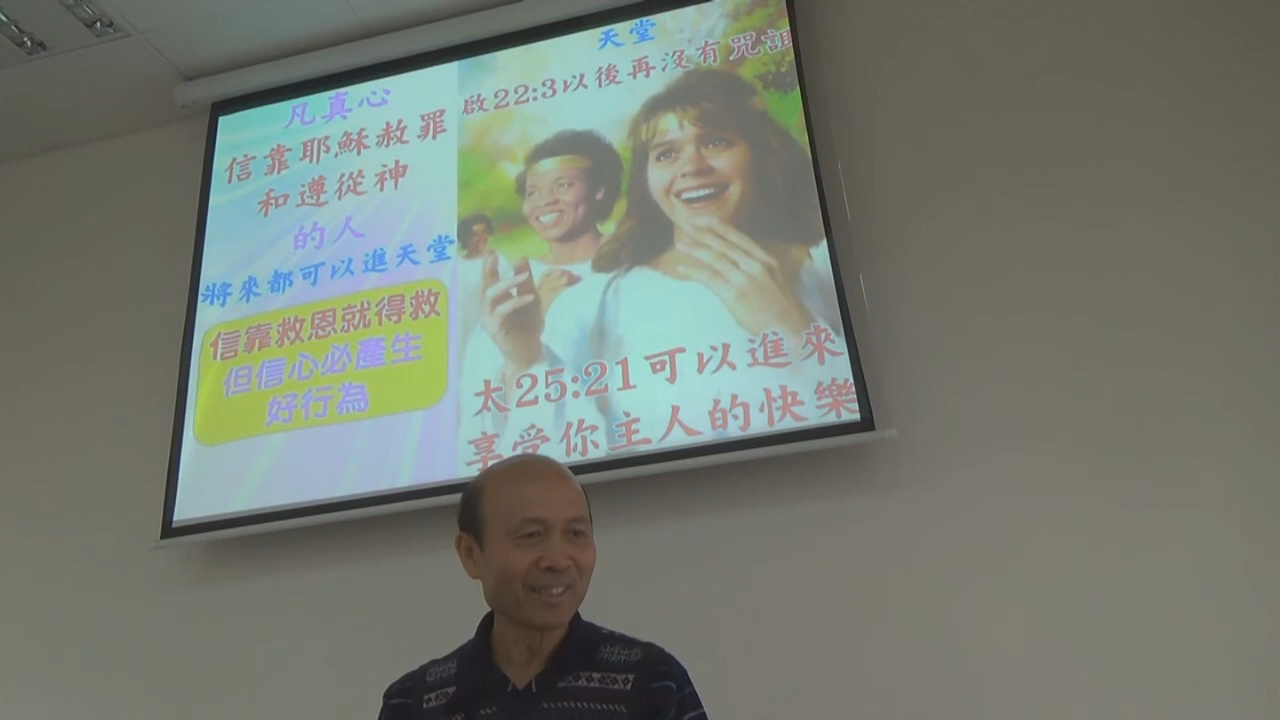 凡真心
信靠耶穌赦罪
和遵從神
的人
將來都可以進天堂
信靠救恩就得救
但信心必產生
好行為
天堂
啟22:3以後再沒有咒詛
太25:21可以進來
享受你主人的快樂